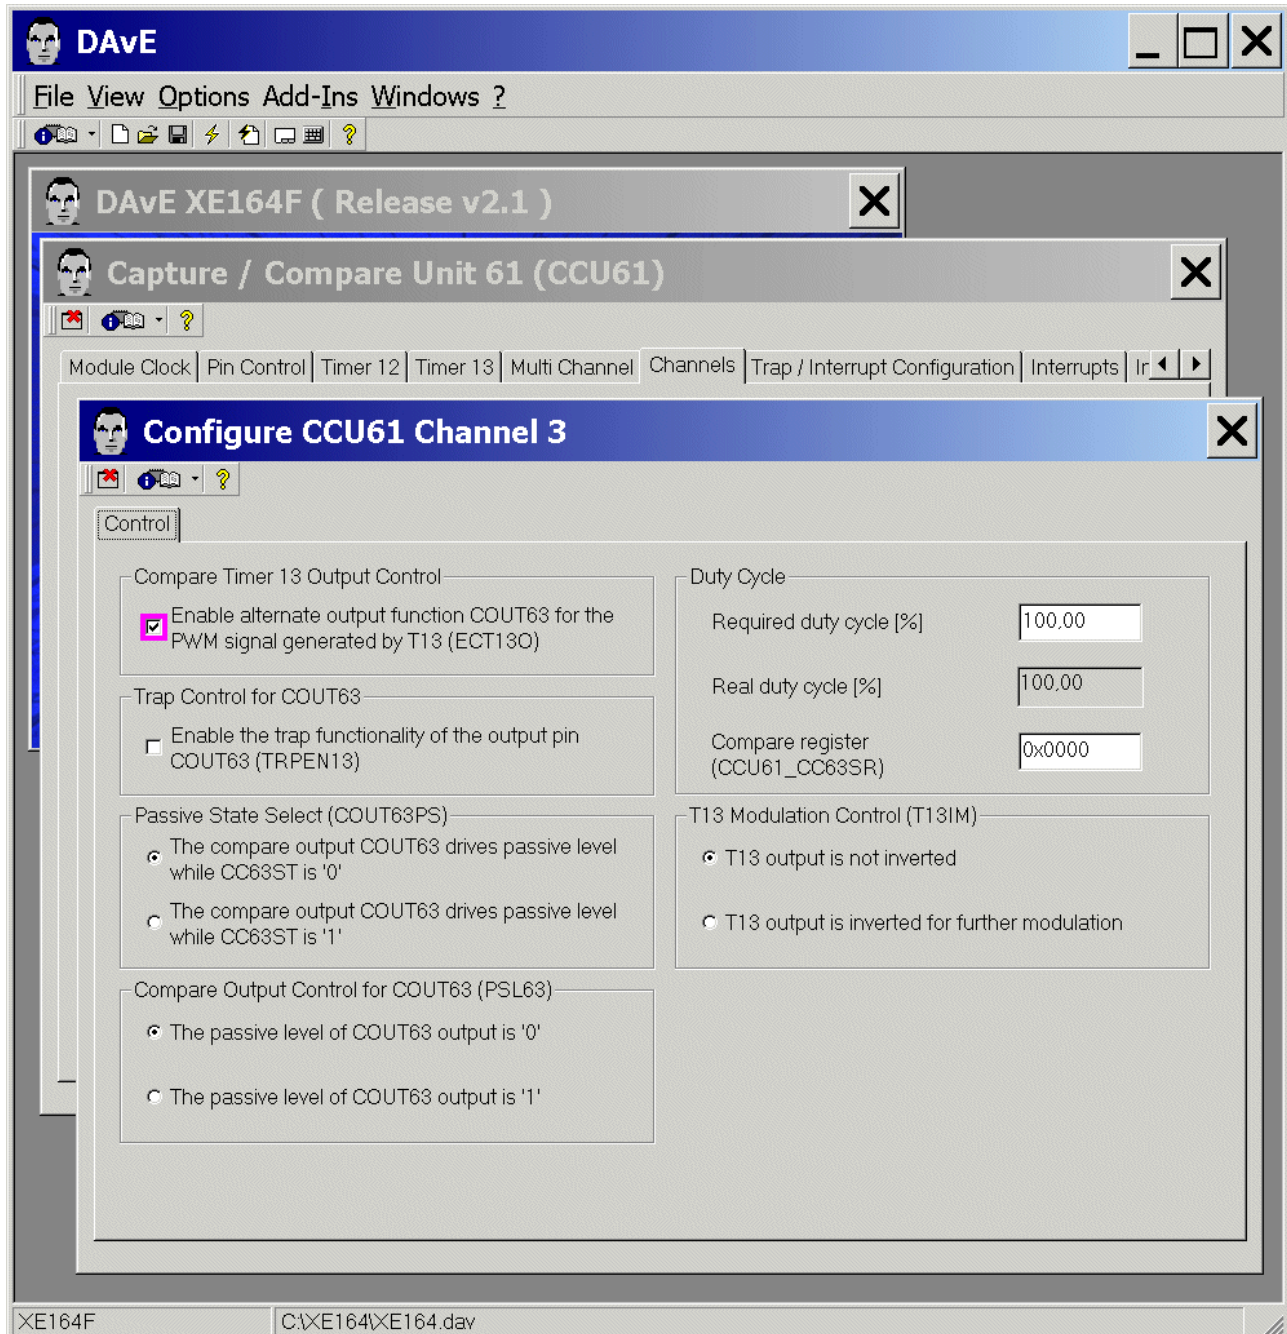 DAvE
File View Options Add-Ins Windows ?
DAvE XE164F ( Release v2.1 )
Capture / Compare Unit 61 (CCU61)
Module Clock Pin Control Timer 12 Timer 13 Multi Channel Channels Trap / Interrupt Configuration Interrupts
Configure CCU61 Channel 3
Control
Compare Timer 13 Output Control
Enable alternate output function COUT63 for the
PWM signal generated by T13 (ECT13O)
Trap Control for COUT63
Enable the trap functionality of the output pin
COUT63 (TRPEN13)
Passive State Select (COUT63PS)
The compare output COUT63 drives passive level
while CC63ST is '0'
The compare output COUT63 drives passive level
while CC63ST is '1'
Compare Output Control for COUT63 (PSL63)
The passive level of COUT63 output is '0'
The passive level of COUT63 output is '1'
Duty Cycle
Required duty cycle [%] 100,00
Real duty cycle [%] 100,00
Compare register
(CCU61_CC63SR) 0x0000
T13 Modulation Control (T13IM)
T13 output is not inverted
T13 output is inverted for further modulation
XE164F C:\XE164\XE164.dav